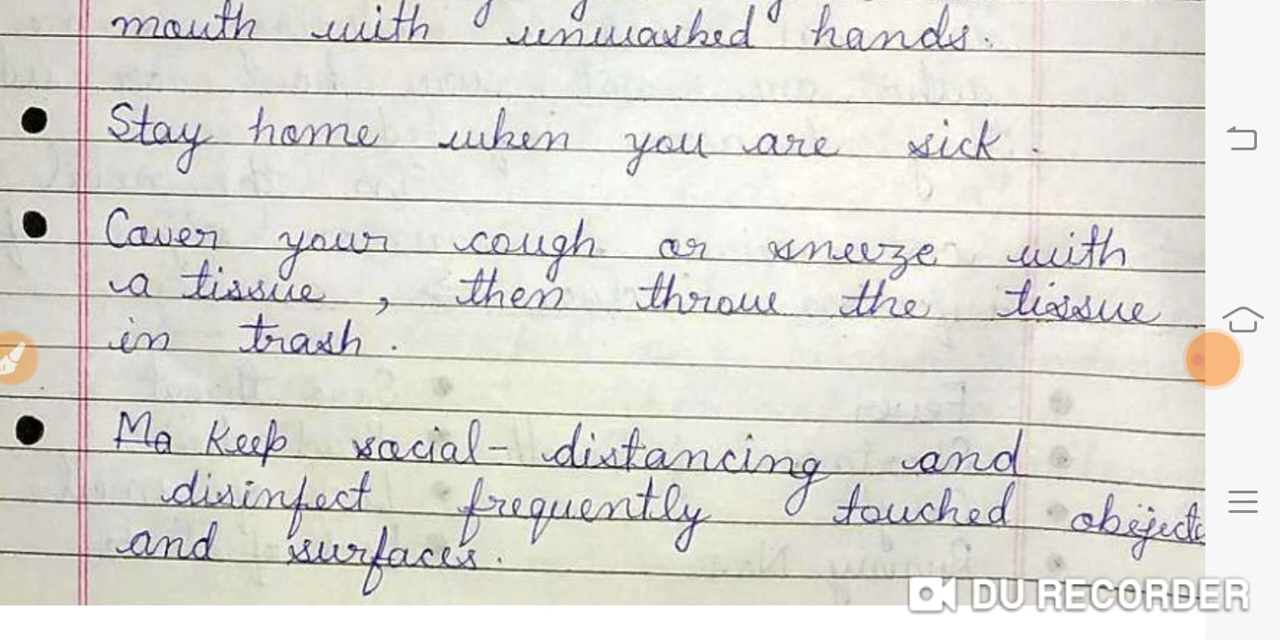 mouth with unwashed hands.
Stay home when you are sick.
Cover your cough or sneeze with
a tissue, then throw the tissue
in trash.
Ma Keep social-distancing and
disinfect frequently touched obejects
and surfaces.
DU RECORDER